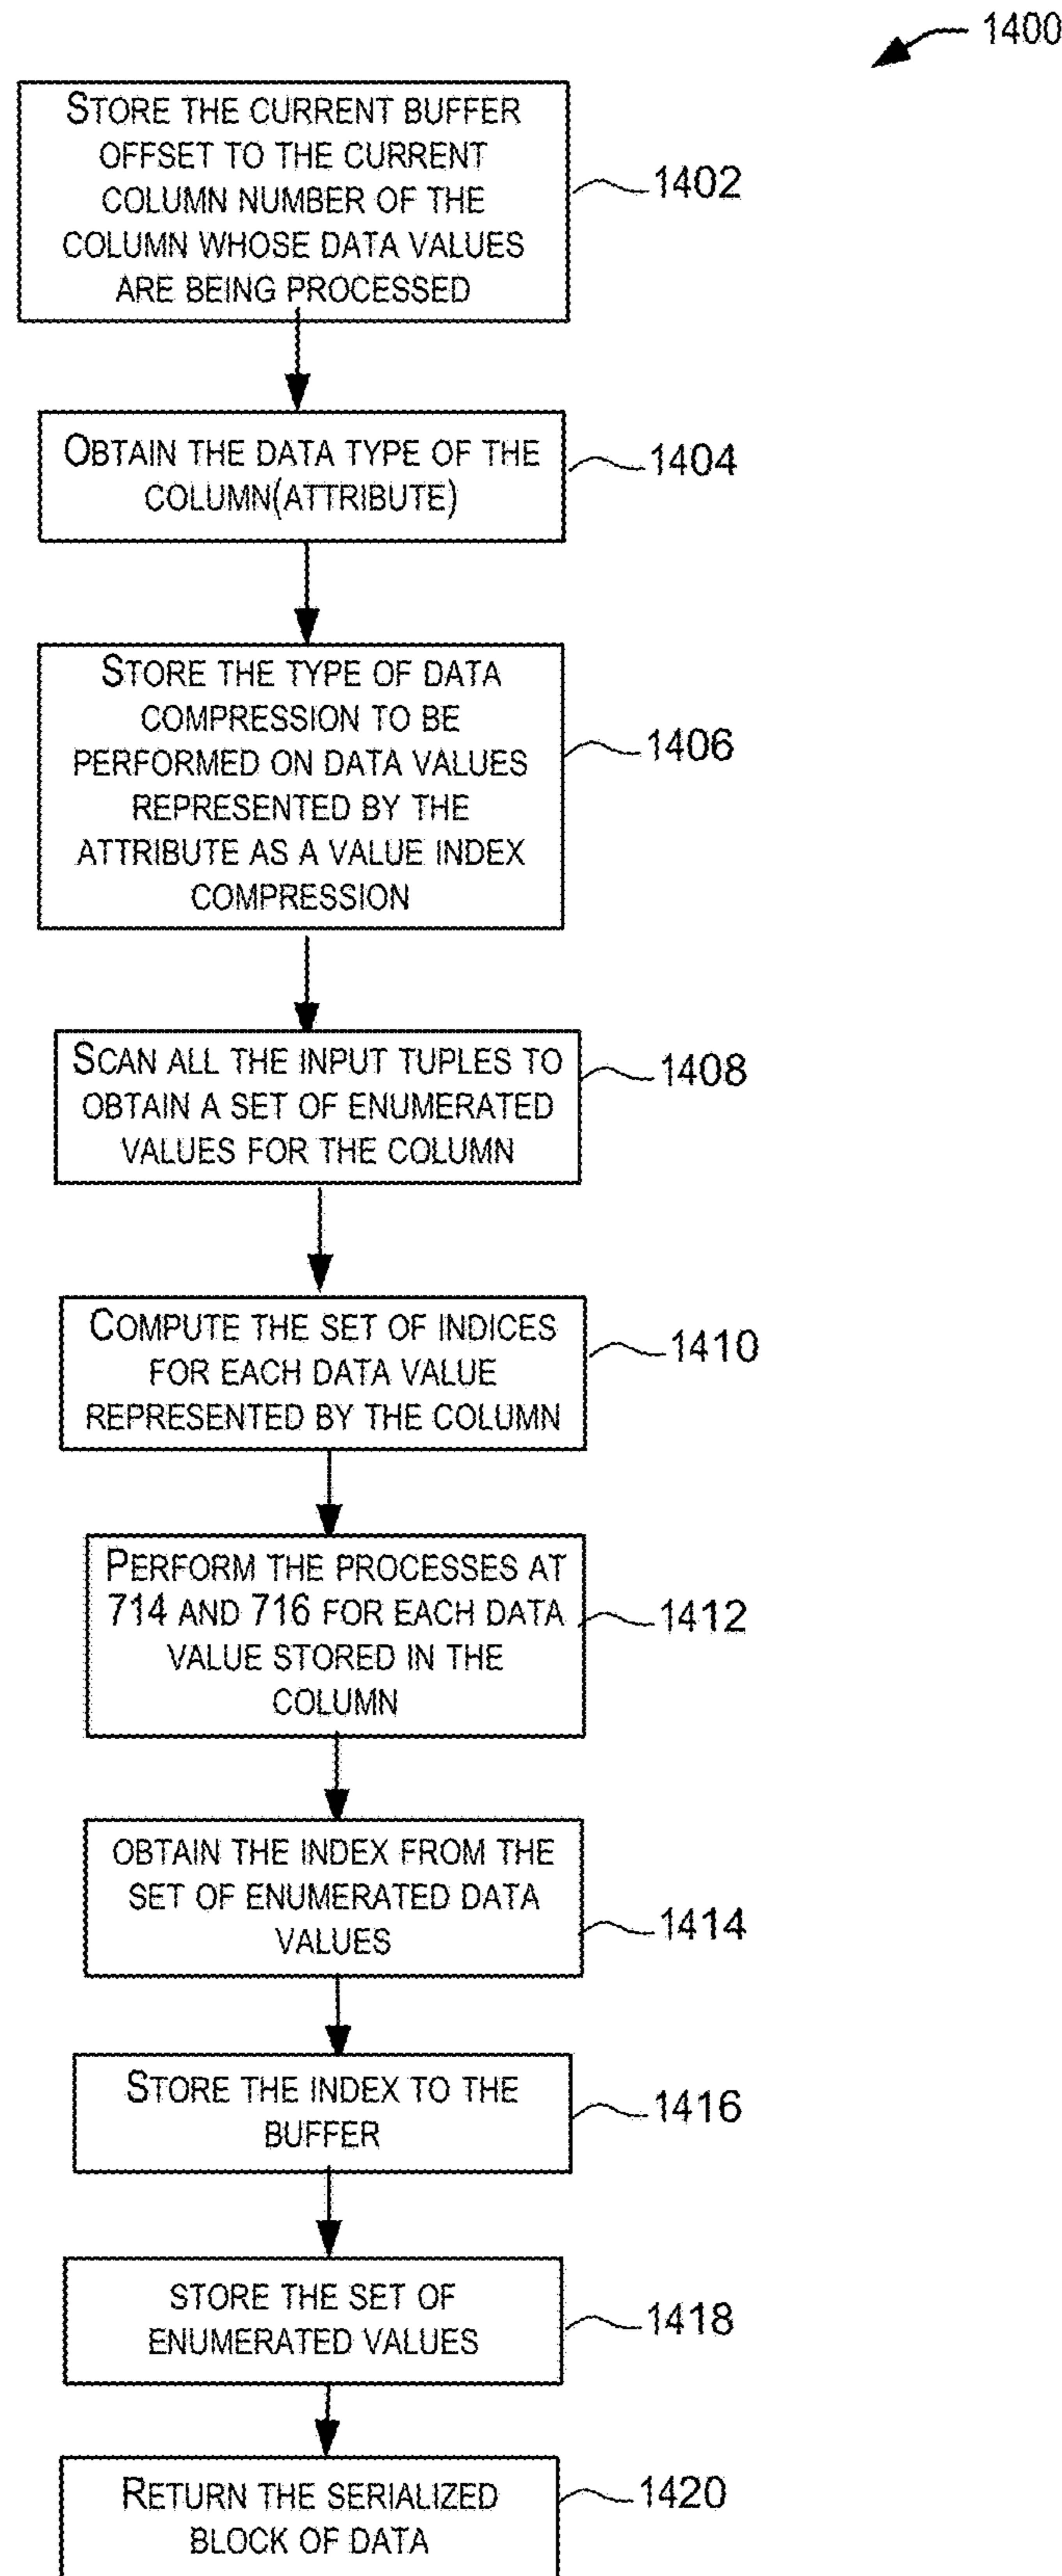 1400
STORE THE CURRENT BUFFER
OFFSET TO THE CURRENT
COLUMN NUMBER OF THE
COLUMN WHOSE DATA VALUES
ARE BEING PROCESSED
1402
OBTAIN THE DATA TYPE OF THE
COLUMN(ATTRIBUTE)
1404
STORE THE TYPE OF DATA
COMPRESSION TO BE
PERFORMED ON DATA VALUES
REPRESENTED BY THE
ATTRIBUTE AS A VALUE INDEX
COMPRESSION
1406
SCAN ALL THE INPUT TUPLES TO
OBTAIN A SET OF ENUMERATED
VALUES FOR THE COLUMN
1408
COMPUTE THE SET OF INDICES
FOR EACH DATA VALUE
REPRESENTED BY THE COLUMN
1410
PERFORM THE PROCESSES AT
714 AND 716 FOR EACH DATA
VALUE STORED IN THE
COLUMN
1412
OBTAIN THE INDEX FROM THE
SET OF ENUMERATED DATA
VALUES
1414
STORE THE INDEX TO THE
BUFFER
1416
STORE THE SET OF
ENUMERATED VALUES
1418
RETURN THE SERIALIZED
BLOCK OF DATA
1420